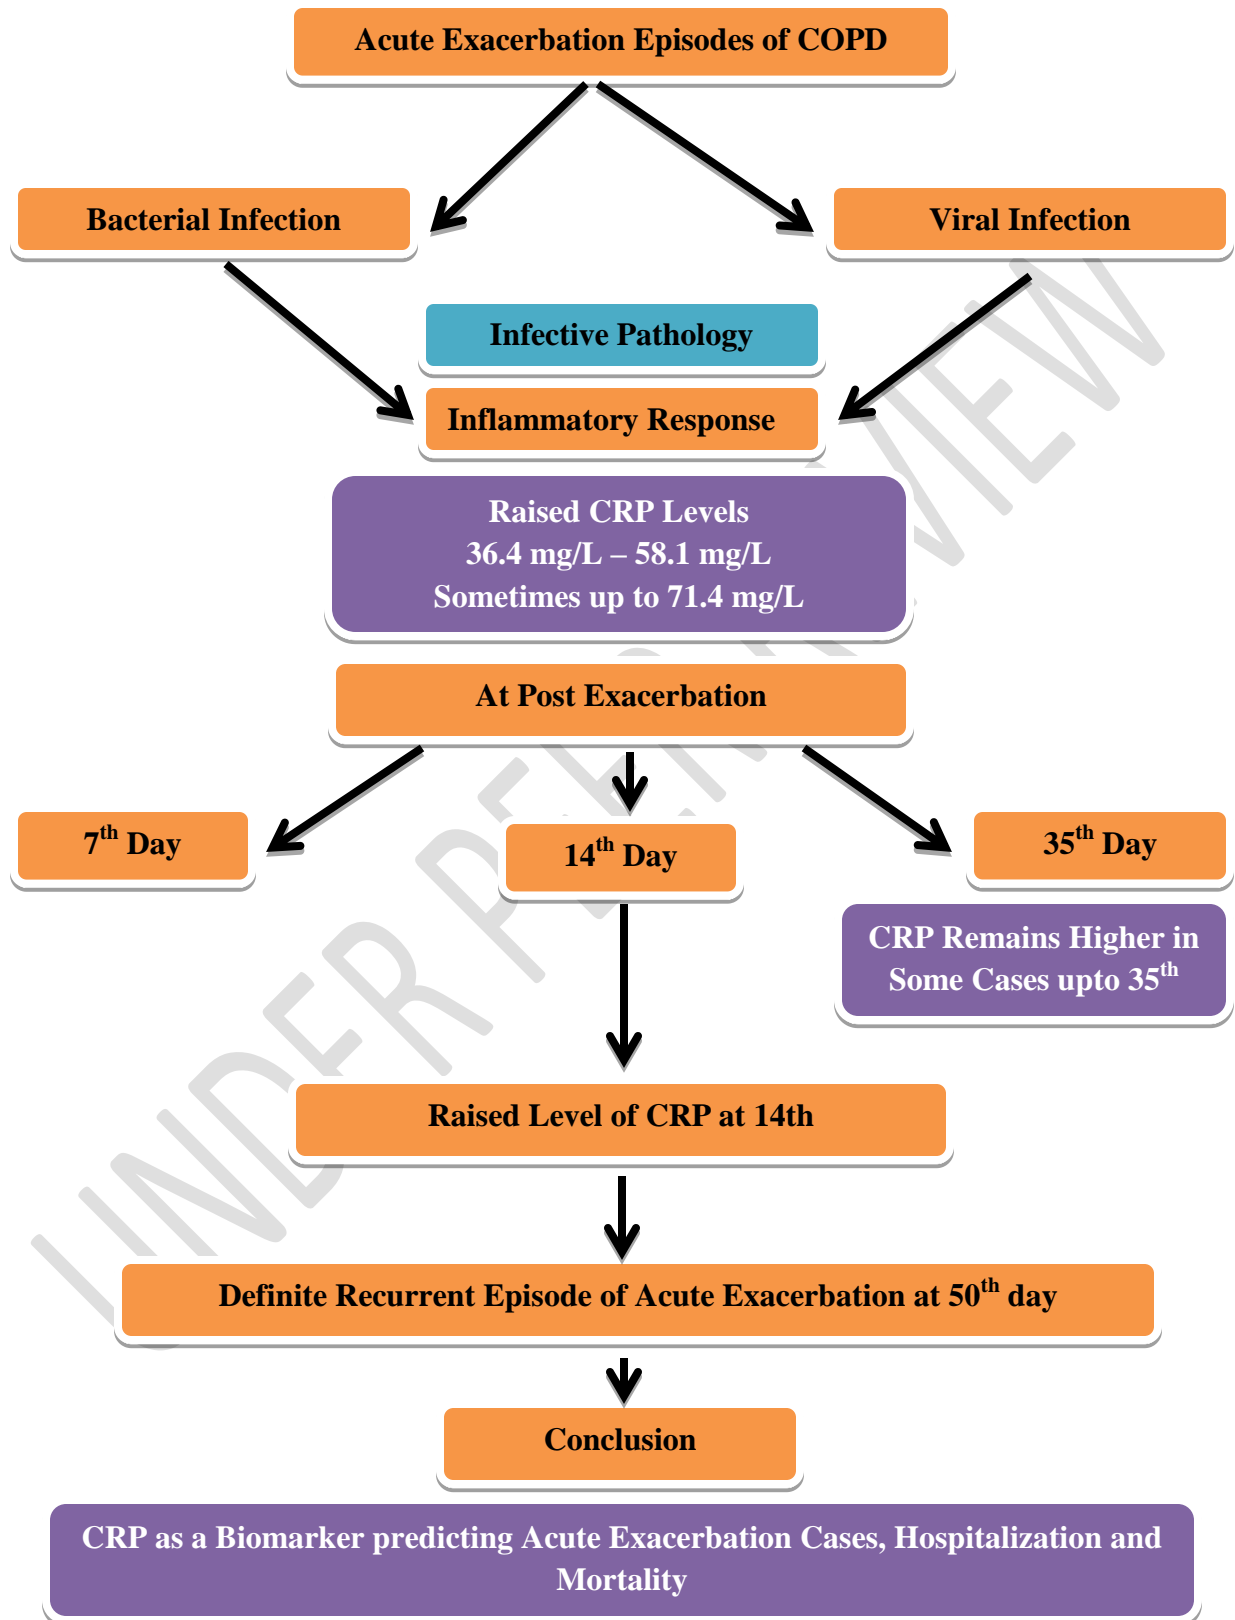 Acute Exacerbation Episodes of COPD
Bacterial Infection
Viral Infection
Infective Pathology
Inflammatory Response
Raised CRP Levels
36.4 mg/L – 58.1 mg/L
Sometimes up to 71.4 mg/L
At Post Exacerbation
7th Day
14th Day
35th Day
CRP Remains Higher in
Some Cases upto 35th
Raised Level of CRP at 14th
Definite Recurrent Episode of Acute Exacerbation at 50th day
Conclusion
CRP as a Biomarker predicting Acute Exacerbation Cases, Hospitalization and
Mortality
UNDER PEER REVIEW